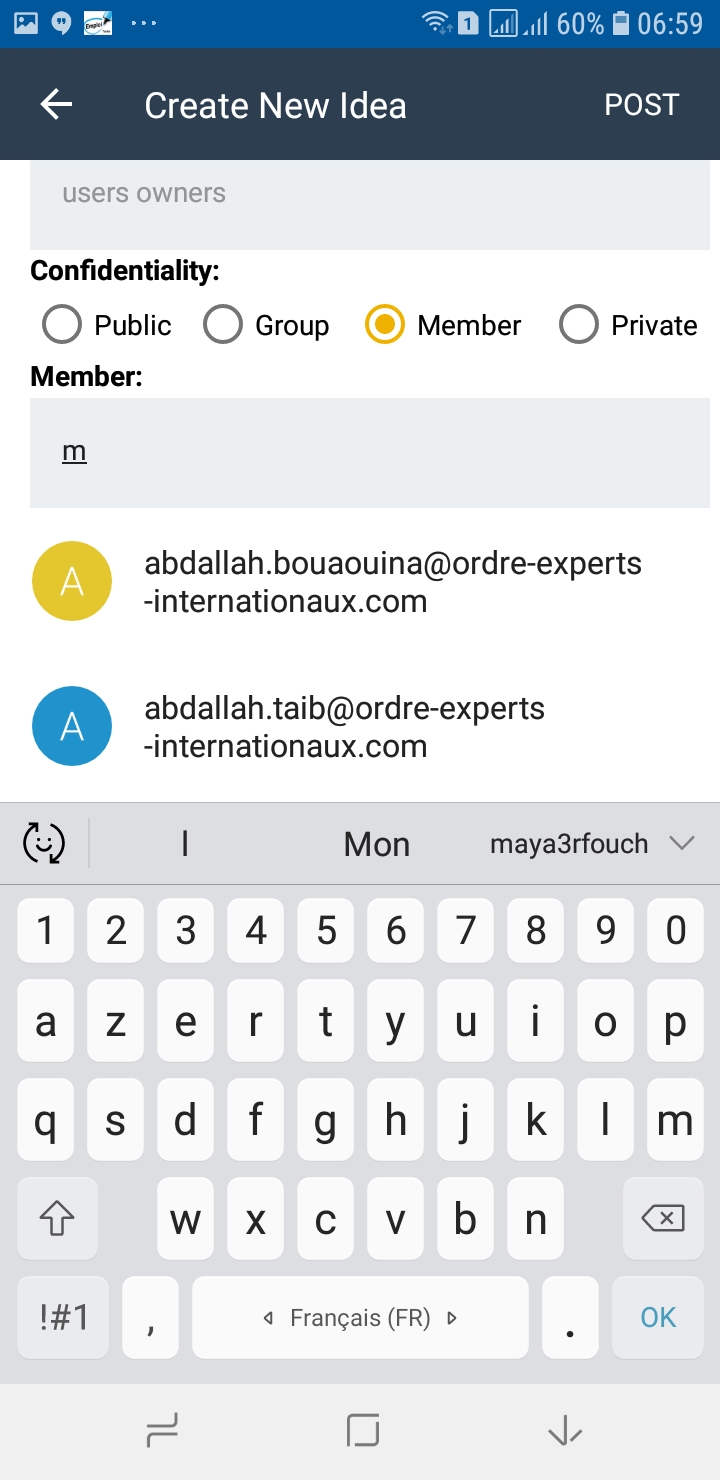 60% 06:59
Create New Idea POST
users owners
Confidentiality:
Public Group Member Private
Member:
m
A abdallah.bouaouina@ordre-experts
-internationaux.com
A abdallah.taib@ordre-experts
-internationaux.com
l Mon maya3rfouch
1 2 3 4 5 6 7 8 9 0
a z e r t y u i o p
q s d f g h j k l m
w x c v b n
!#1 , Français (FR) . OK